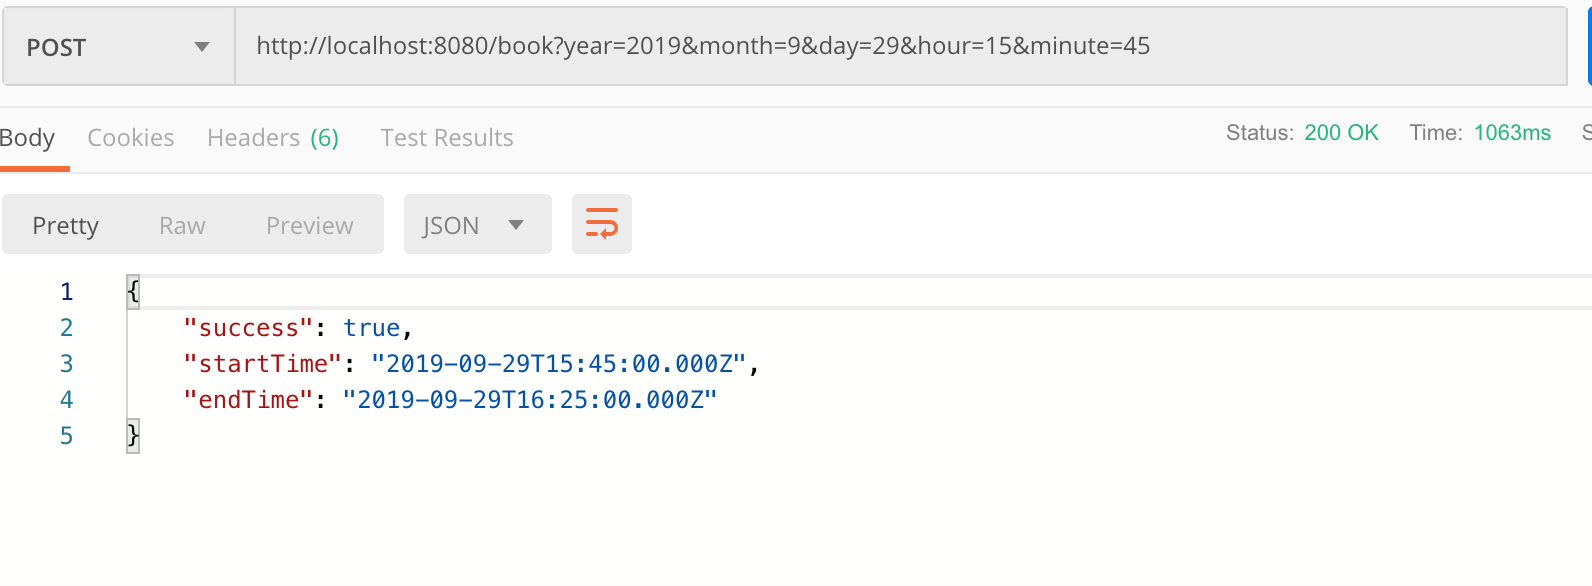 POST http://localhost:8080/book?year=2019&month=9&day=29&hour=15&minute=45
Body Cookies Headers (6) Test Results Status: 200 OK Time: 1063ms S
Pretty Raw Preview JSON
1 {
2 "success": true,
3 "startTime": "2019-09-29T15:45:00.000Z",
4 "endTime": "2019-09-29T16:25:00.000Z"
5 }